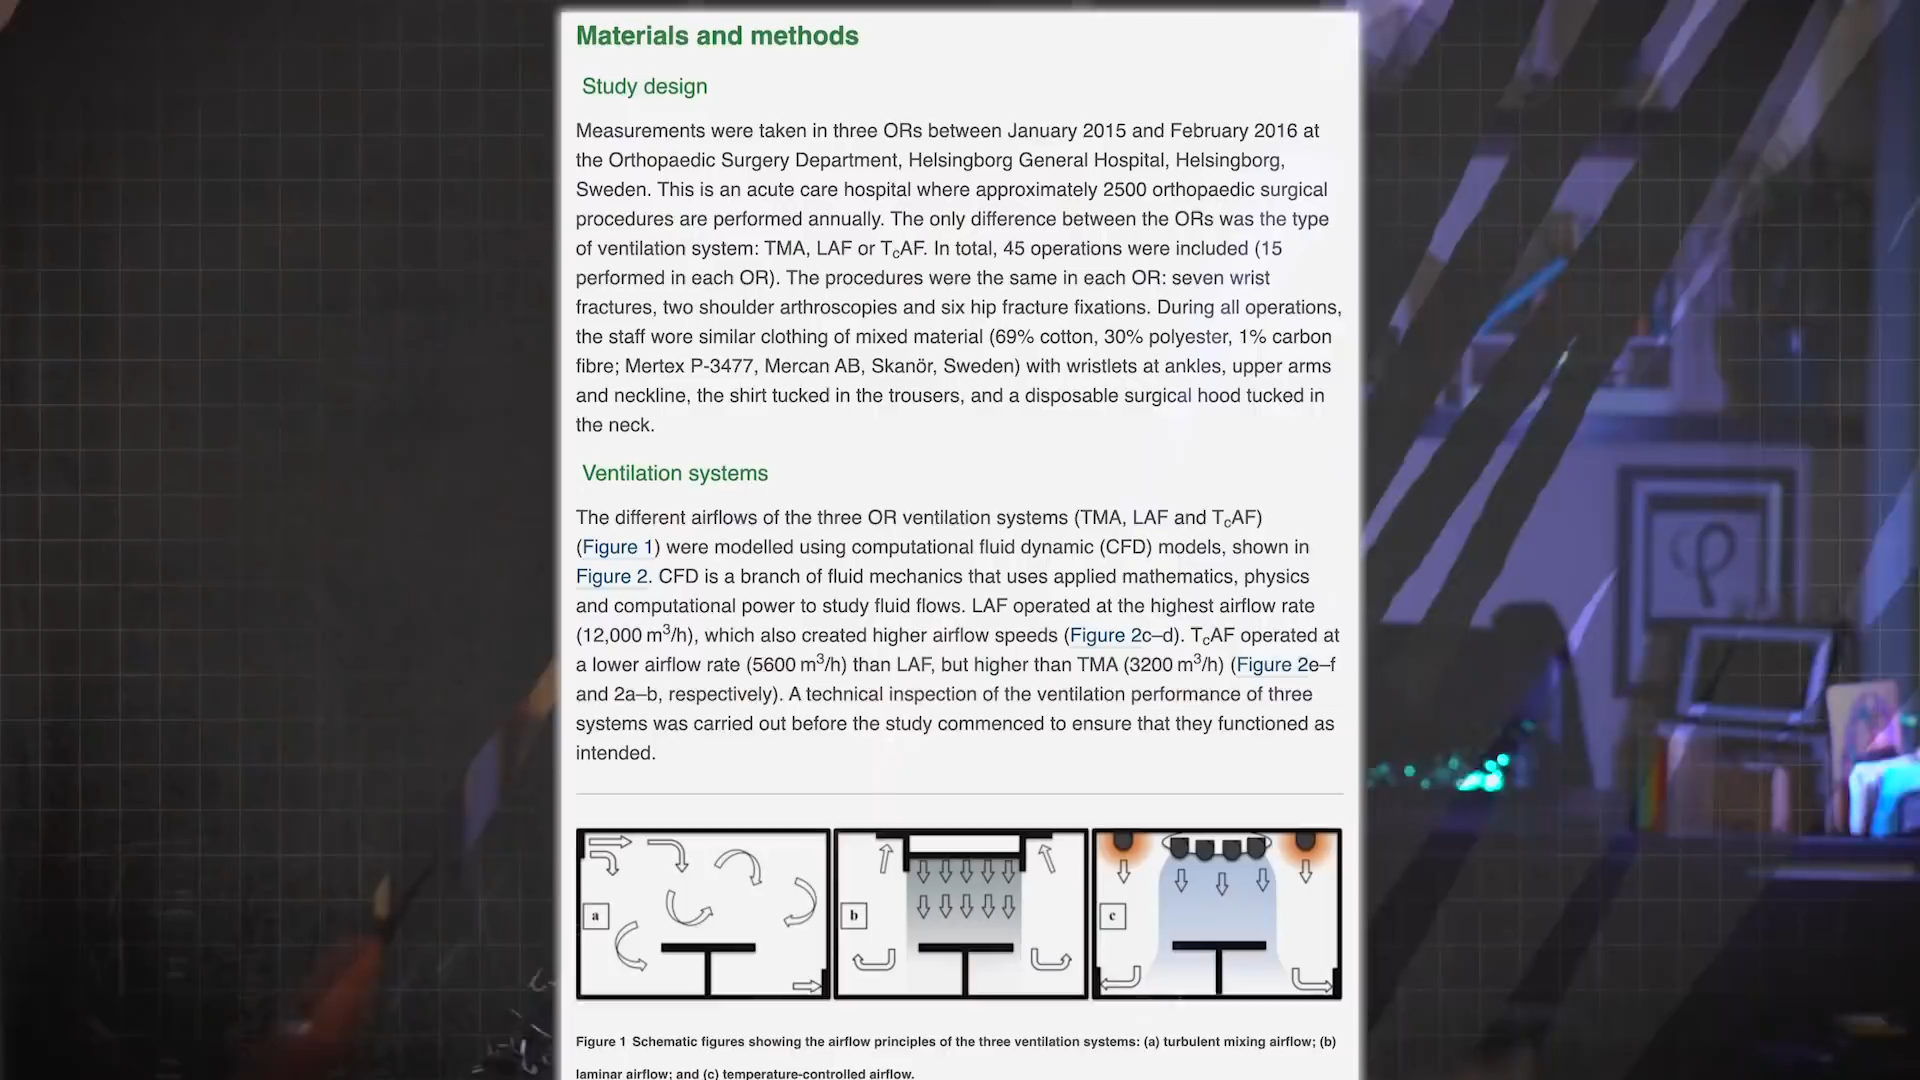 Materials and methods
Study design
Measurements were taken in three ORs between January 2015 and February 2016 at
the Orthopaedic Surgery Department, Helsingborg General Hospital, Helsingborg,
Sweden. This is an acute care hospital where approximately 2500 orthopaedic surgical
procedures are performed annually. The only difference between the ORs was the type
of ventilation system: TMA, LAF or TcAF. In total, 45 operations were included (15
performed in each OR). The procedures were the same in each OR: seven wrist
fractures, two shoulder arthroscopies and six hip fracture fixations. During all operations,
the staff wore similar clothing of mixed material (69% cotton, 30% polyester, 1% carbon
fibre; Mertex P-3477, Mercan AB, Skanör, Sweden) with wristlets at ankles, upper arms
and neckline, the shirt tucked in the trousers, and a disposable surgical hood tucked in
the neck.
Ventilation systems
The different airflows of the three OR ventilation systems (TMA, LAF and TcAF)
(Figure 1) were modelled using computational fluid dynamic (CFD) models, shown in
Figure 2. CFD is a branch of fluid mechanics that uses applied mathematics, physics
and computational power to study fluid flows. LAF operated at the highest airflow rate
(12,000 m³/h), which also created higher airflow speeds (Figure 2c–d). TcAF operated at
a lower airflow rate (5600 m³/h) than LAF, but higher than TMA (3200 m³/h) (Figure 2e–f
and 2a–b, respectively). A technical inspection of the ventilation performance of three
systems was carried out before the study commenced to ensure that they functioned as
intended.
a
b
c
Figure 1 Schematic figures showing the airflow principles of the three ventilation systems: (a) turbulent mixing airflow; (b)
laminar airflow; and (c) temperature-controlled airflow.